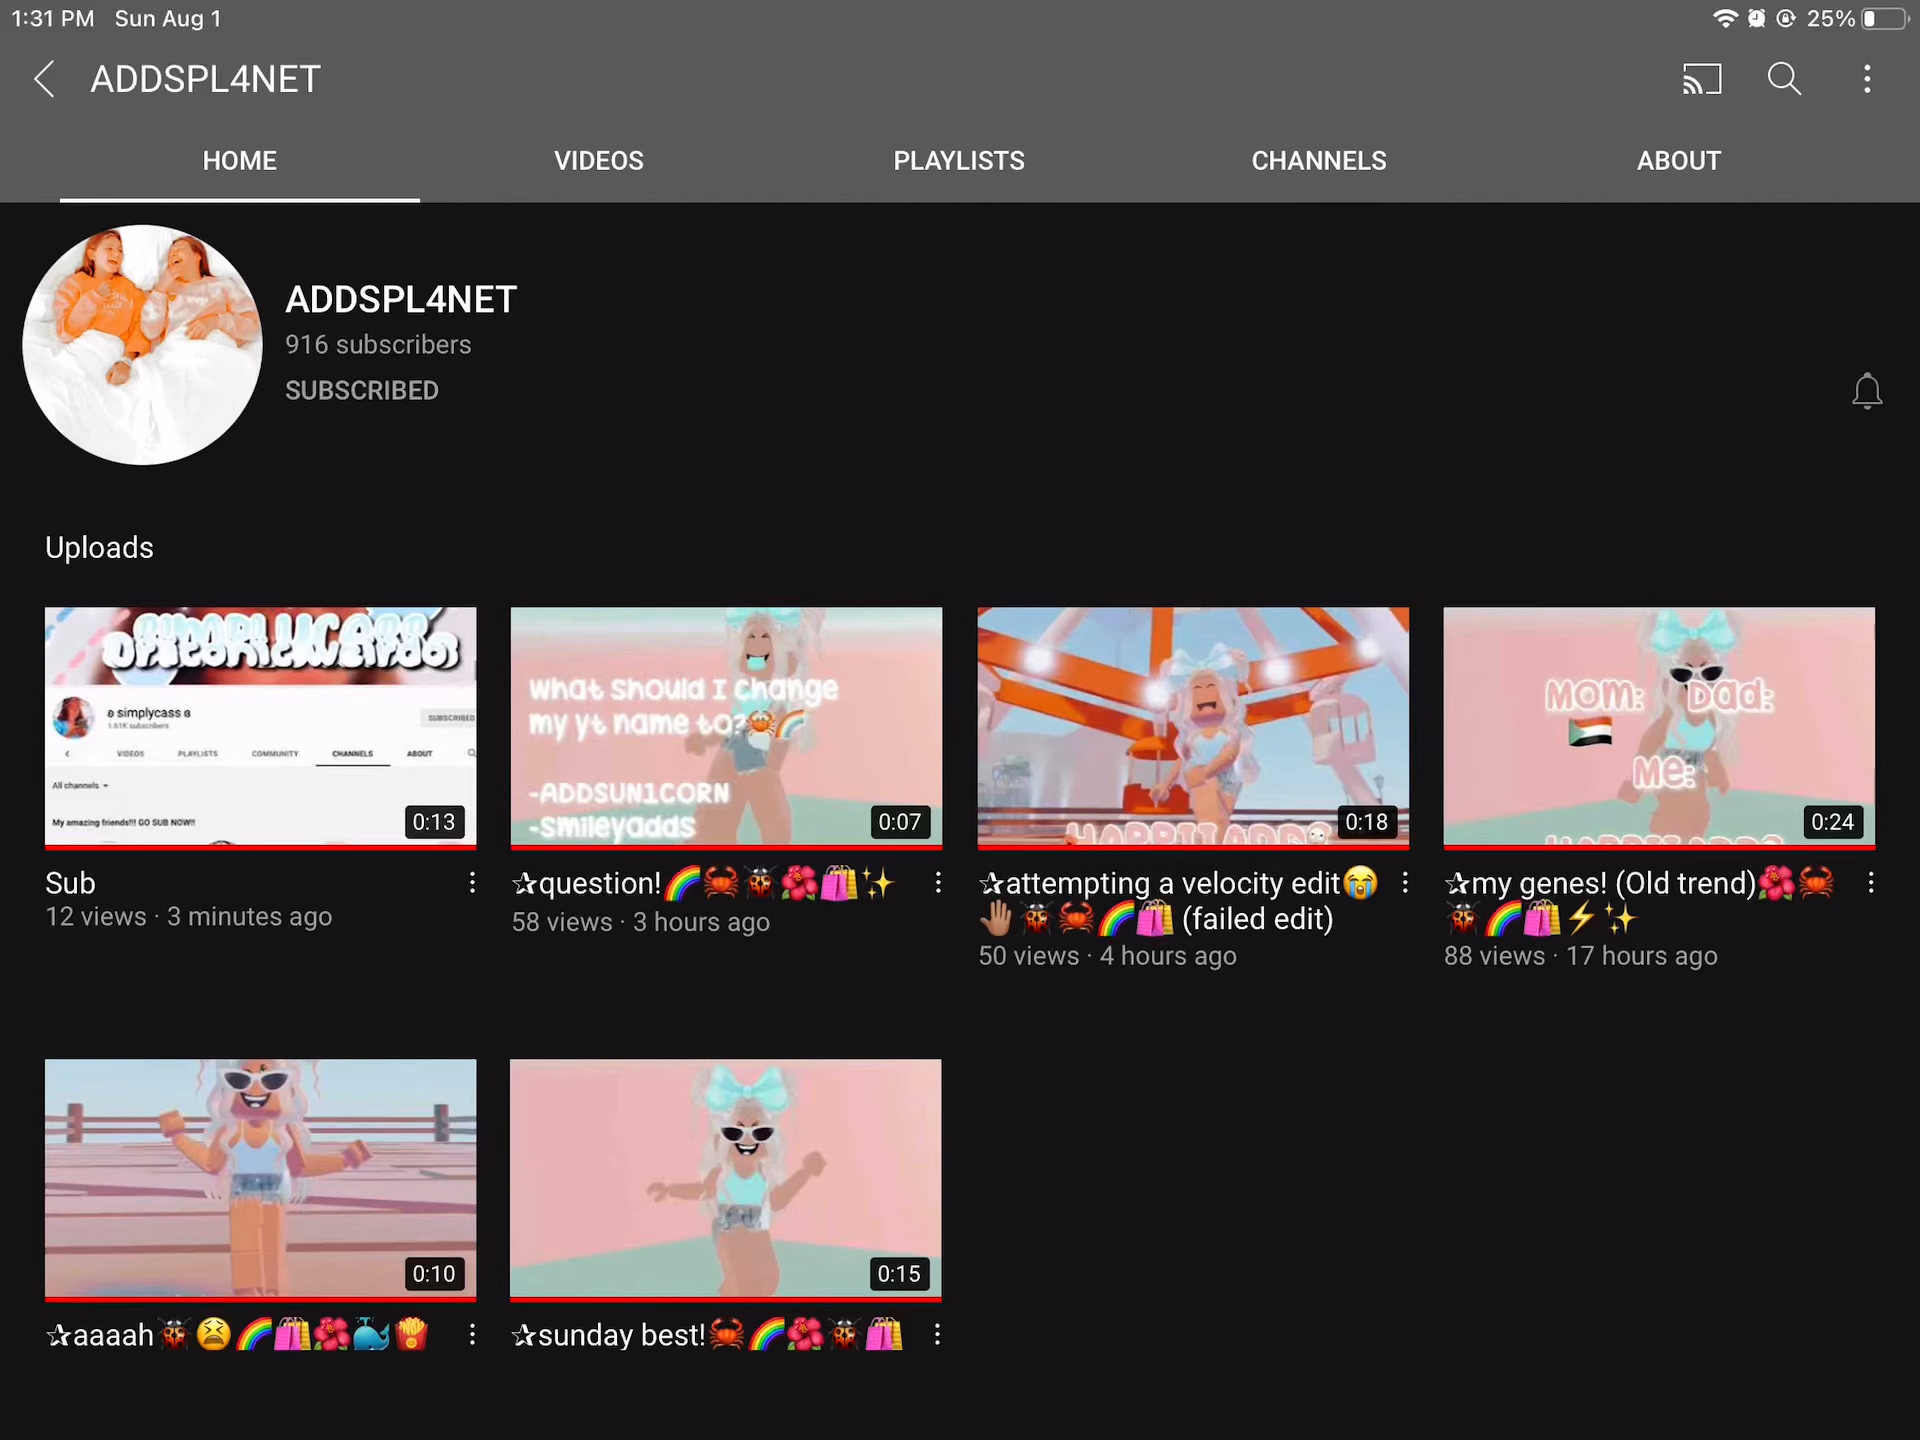 1:31 PM Sun Aug 1
25%
ADDSPL4NET
HOME VIDEOS PLAYLISTS CHANNELS ABOUT
ADDSPL4NET
916 subscribers
SUBSCRIBED
Uploads
ʚ simplycass ɞ
1.61K subscribers
SUBSCRIBED
VIDEOS PLAYLISTS COMMUNITY CHANNELS ABOUT
All channels
My amazing friends!!! GO SUB NOW!!
0:13
Sub
12 views · 3 minutes ago
What should I change
my yt name to?🦀🌈
-ADDSUN1CORN
-smileyadds
0:07
✰question!🌈🦀🐞🌺🛍✨
58 views · 3 hours ago
0:18
✰attempting a velocity edit😭
🤚🏽🐞🦀🌈🛍 (failed edit)
50 views · 4 hours ago
Mom: Dad:
🇸🇩
Me:
0:24
✰my genes! (Old trend)🌺🦀
🐞🌈🛍⚡✨
88 views · 17 hours ago
0:10
✰aaaah🐞😫🌈🛍🌺🐳🍟
0:15
✰sunday best!🦀🌈🌺🐞🛍